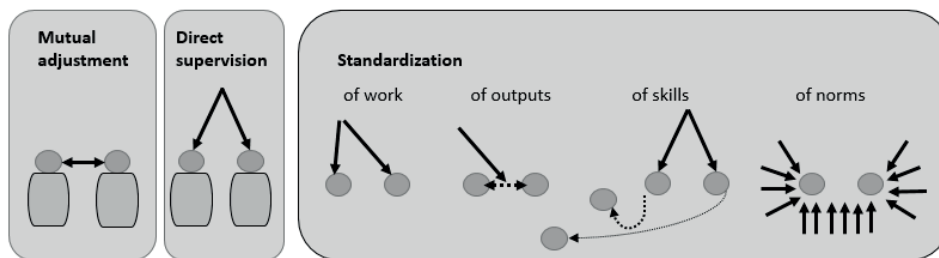 Mutual
adjustment
Direct
supervision
Standardization
of work
of outputs
of skills
of norms